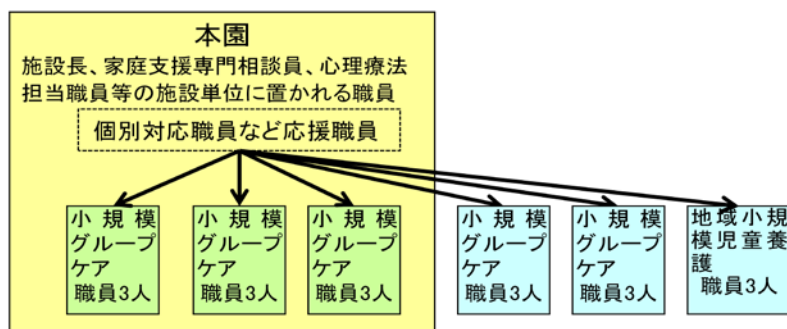 本園
施設長、家庭支援専門相談員、心理療法
担当職員等の施設単位に置かれる職員
個別対応職員など応援職員
小規模
グループ
ケア
職員3人
小規模
グループ
ケア
職員3人
小規模
グループ
ケア
職員3人
小規模
グループ
ケア
職員3人
小規模
グループ
ケア
職員3人
地域小規
模児童養
護
職員3人